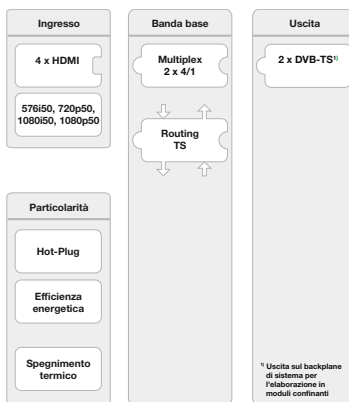 Ingresso
4 x HDMI
576i50, 720p50,
1080i50, 1080p50
Particolarità
Hot-Plug
Efficienza
energetica
Spegnimento
termico
Banda base
Multiplex
2 x 4/1
Routing
TS
Uscita
2 x DVB-TS¹⁾
¹⁾ Uscita sul backplane
di sistema per
l'elaborazione in
moduli confinanti